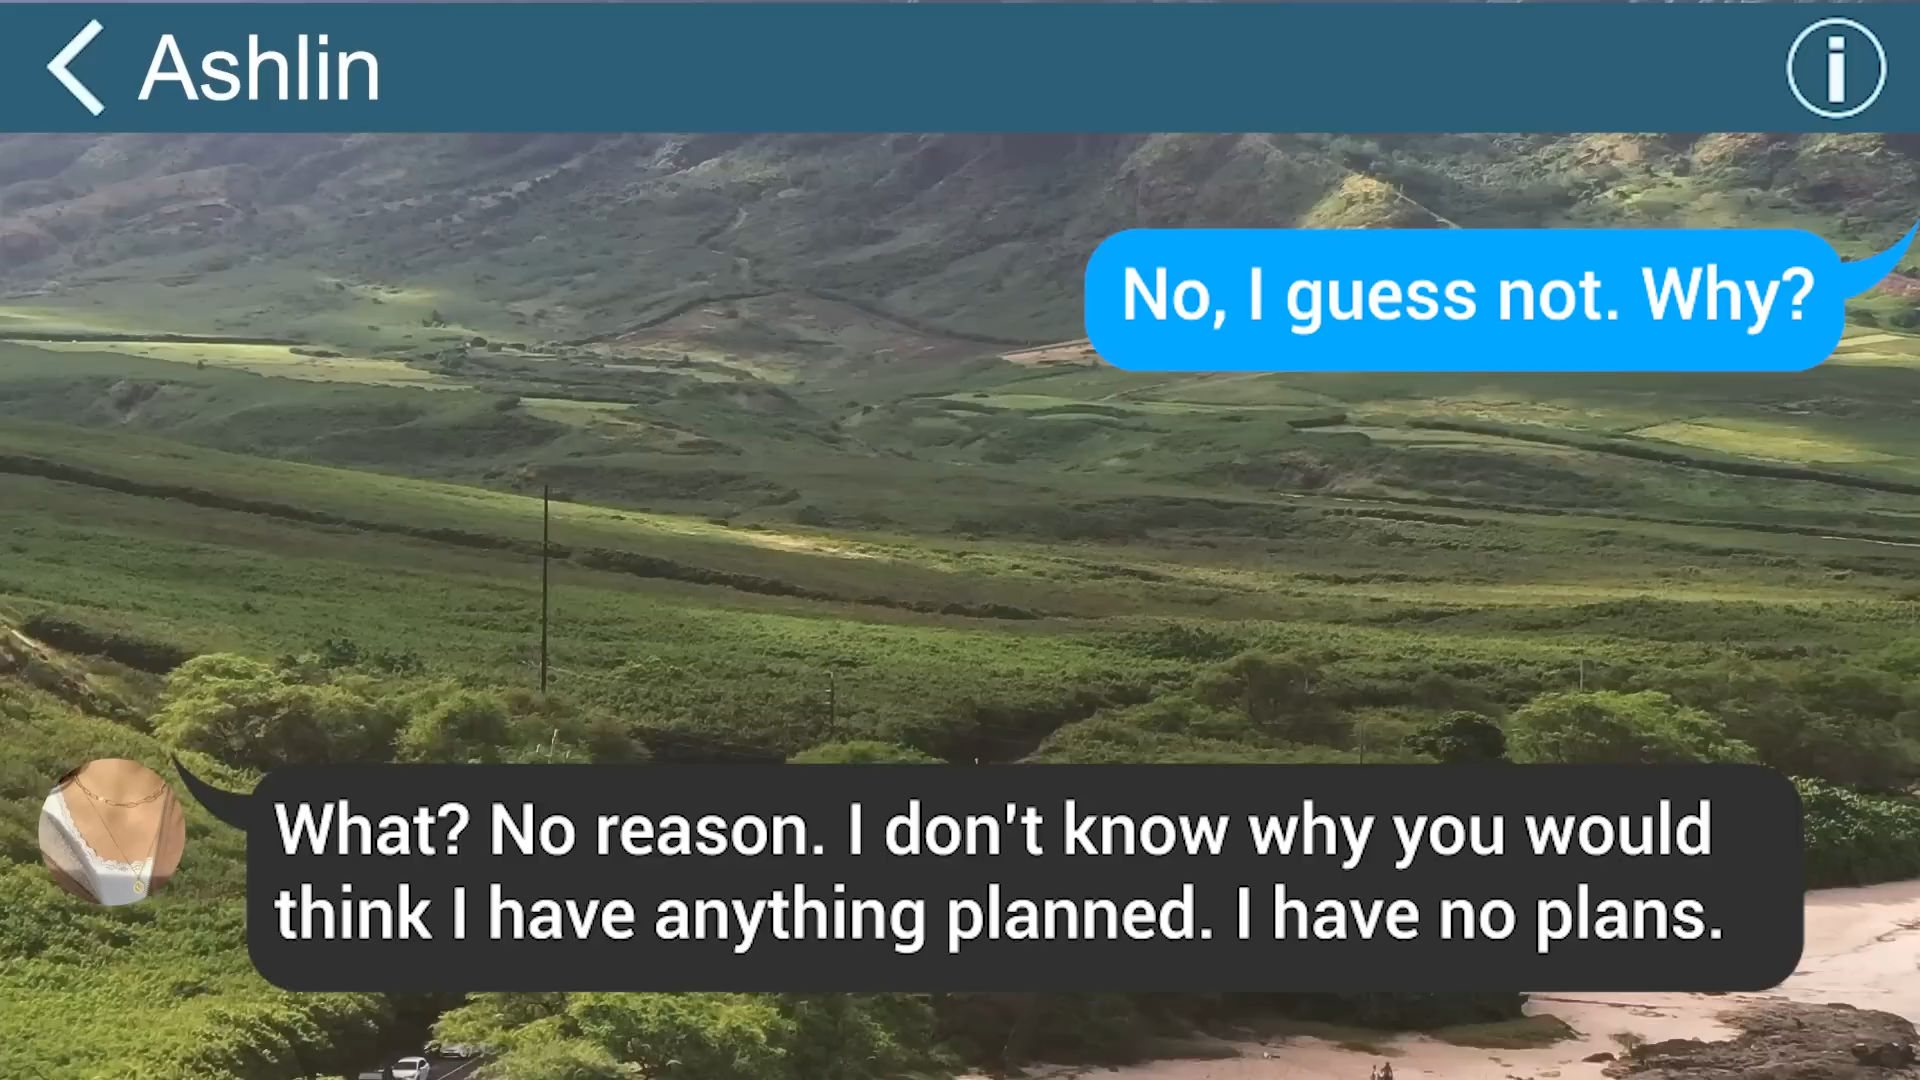 Ashlin
No, I guess not. Why?
What? No reason. I don't know why you would
think I have anything planned. I have no plans.